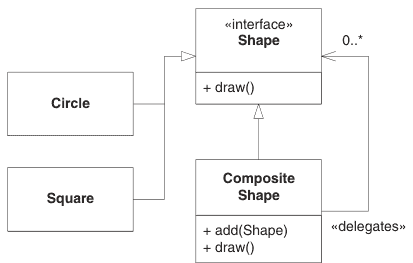 «interface»
Shape
0..*
+ draw()
Circle
Square
Composite
Shape
+ add(Shape)
+ draw()
«delegates»